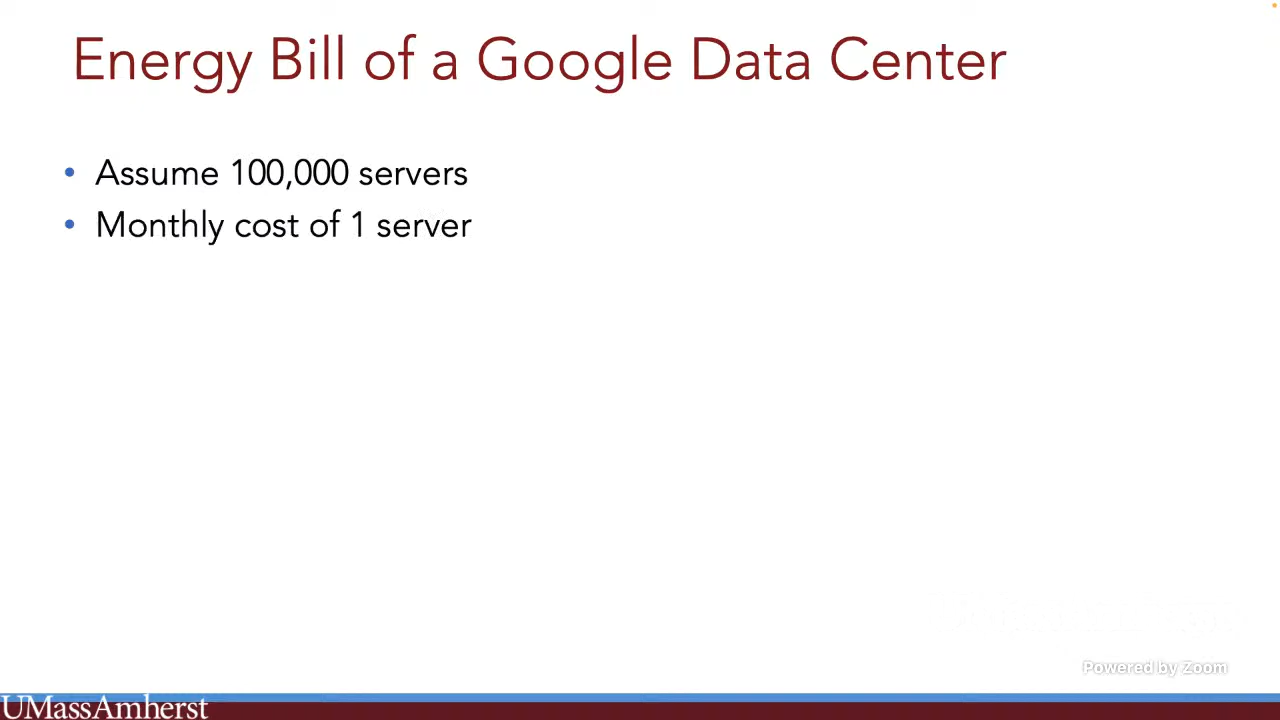 Energy Bill of a Google Data Center
• Assume 100,000 servers
• Monthly cost of 1 server
Powered by Zoom
UMassAmherst